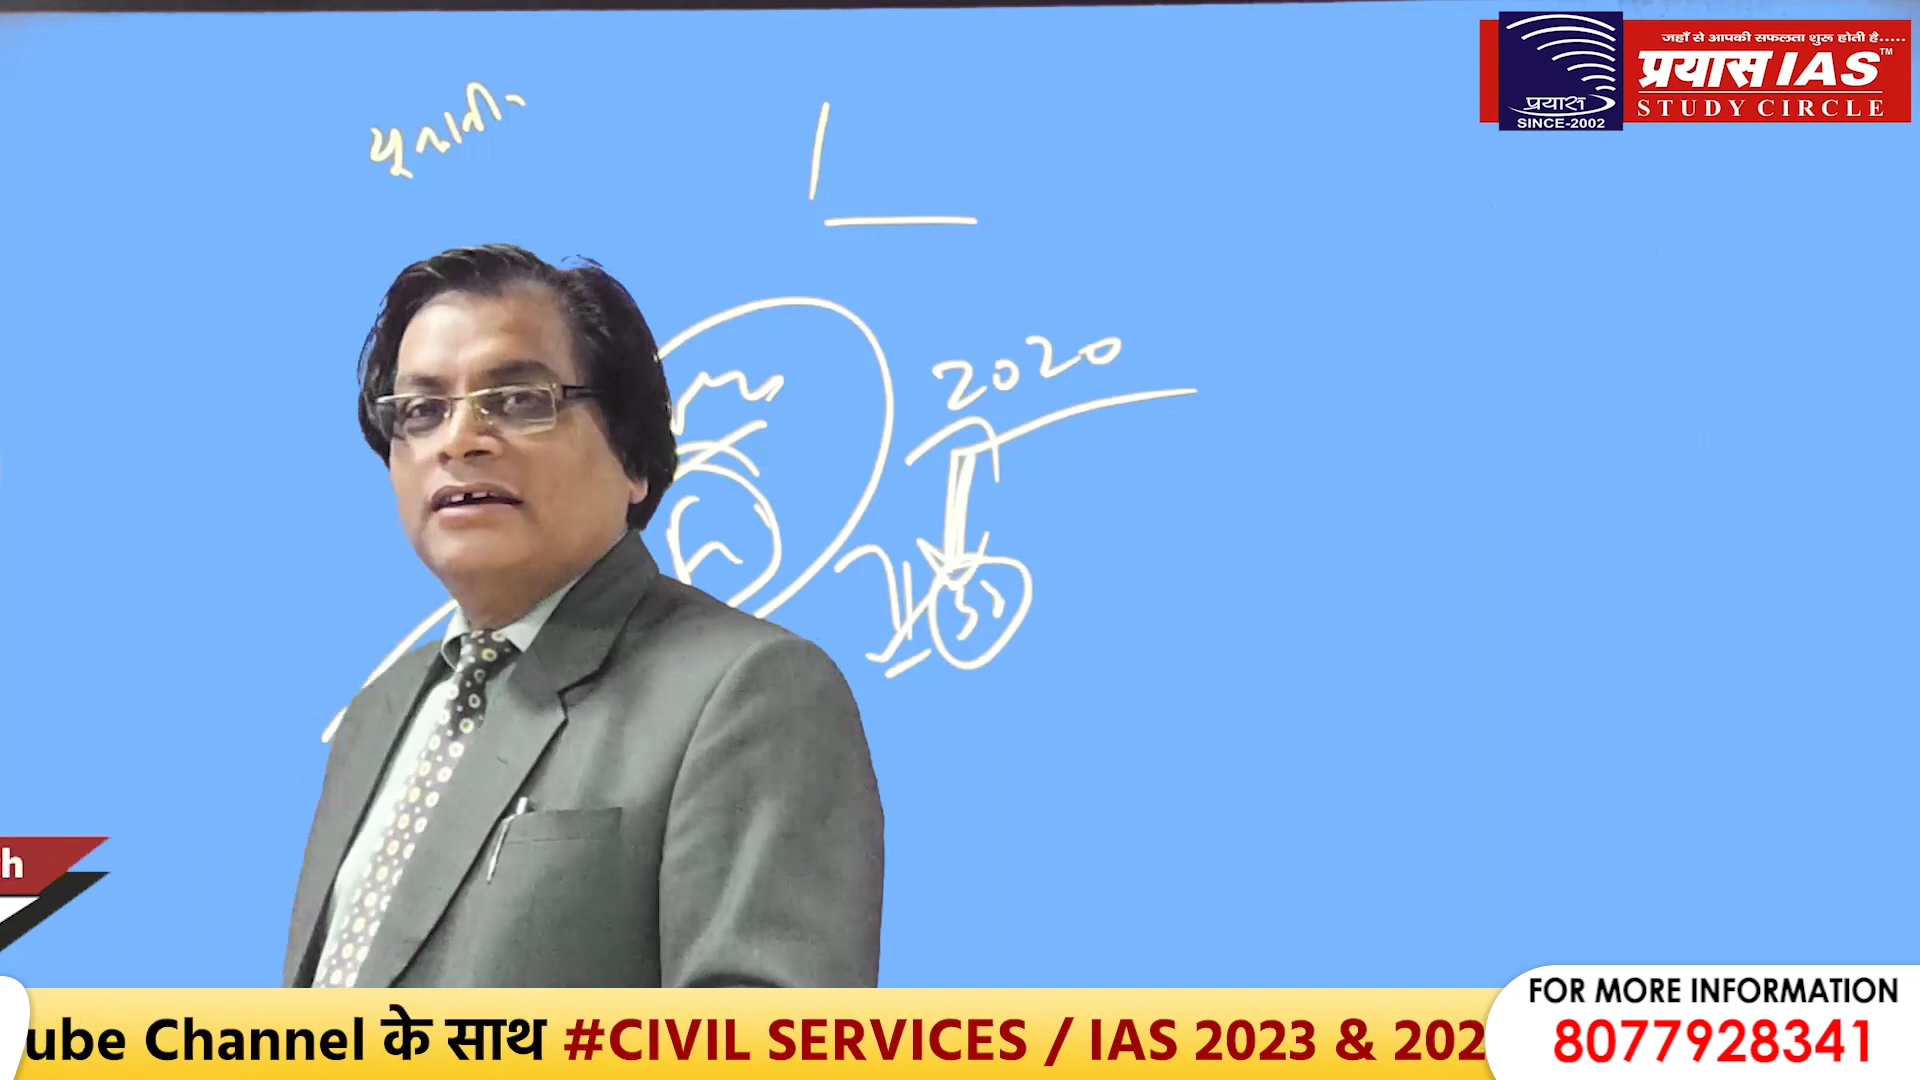 जहाँ से आपकी सफलता शुरू होती है.....
प्रयास IAS™
STUDY CIRCLE
प्रयास
SINCE-2002
यूनानी
2020
h
ube Channel के साथ #CIVIL SERVICES / IAS 2023 & 202
FOR MORE INFORMATION
8077928341